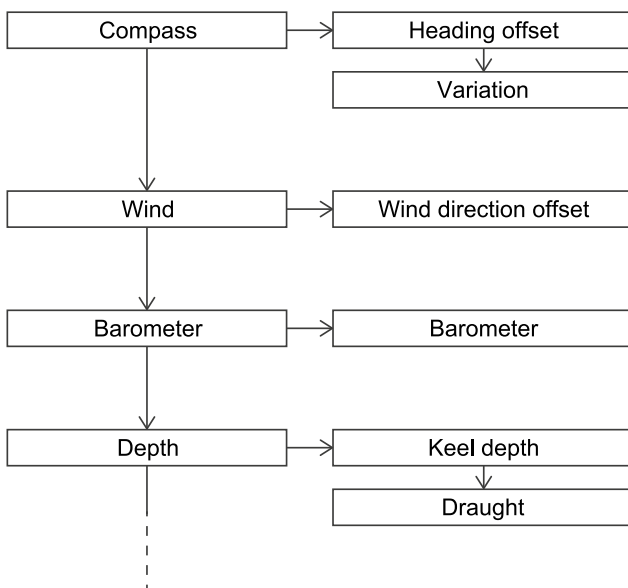 Compass
Heading offset
Variation
Wind
Wind direction offset
Barometer
Barometer
Depth
Keel depth
Draught